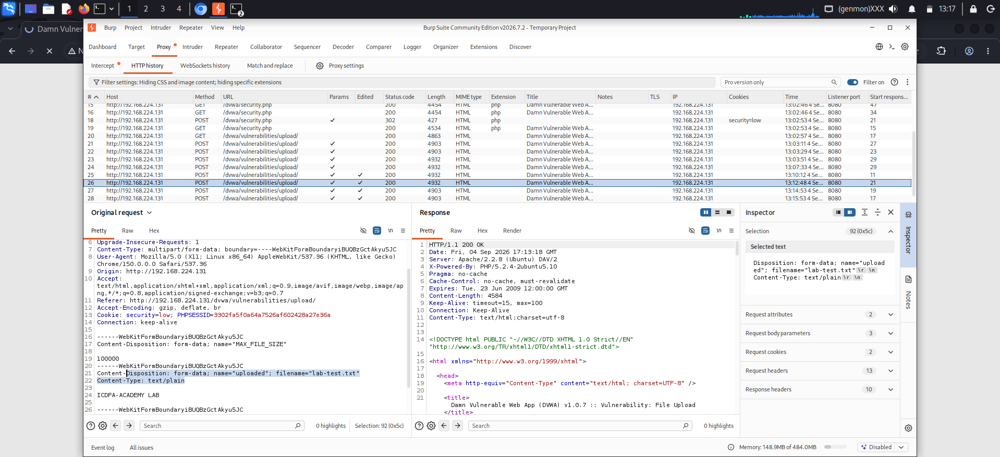 1 2 3 4 2 (genmon)XXX 13:17
Damn Vulner
Burp Project Intruder Repeater View Help Burp Suite Community Edition v2026.7.2 - Temporary Project
Dashboard Target Proxy Intruder Repeater Collaborator Sequencer Decoder Comparer Logger Organizer Extensions Discover
Intercept HTTP history WebSockets history Match and replace Proxy settings
Filter settings: Hiding CSS and image content; hiding specific extensions Pro version only Filter on
# Host Method URL Params Edited Status code Length MIME type Extension Title Notes TLS IP Cookies Time Listener port Start respons...
15 http://192.168.224.131 GET /dvwa/security.php 200 4454 HTML php Damn Vulnerable Web A... 192.168.224.131 13:02:46 4 Se... 8080 47
16 http://192.168.224.131 GET /dvwa/security.php 200 4454 HTML php Damn Vulnerable Web A... 192.168.224.131 13:02:46 4 Se... 8080 34
18 http://192.168.224.131 POST /dvwa/security.php 302 427 HTML php 192.168.224.131 security=low 13:02:53 4 Se... 8080 21
19 http://192.168.224.131 GET /dvwa/security.php 200 4534 HTML php Damn Vulnerable Web A... 192.168.224.131 13:02:53 4 Se... 8080 15
20 http://192.168.224.131 GET /dvwa/vulnerabilities/upload/ 200 4863 HTML Damn Vulnerable Web A... 192.168.224.131 13:02:57 4 Se... 8080 17
21 http://192.168.224.131 POST /dvwa/vulnerabilities/upload/ 200 4903 HTML Damn Vulnerable Web A... 192.168.224.131 13:03:11 4 Se... 8080 27
22 http://192.168.224.131 POST /dvwa/vulnerabilities/upload/ 200 4903 HTML Damn Vulnerable Web A... 192.168.224.131 13:03:29 4 Se... 8080 23
23 http://192.168.224.131 POST /dvwa/vulnerabilities/upload/ 200 4932 HTML Damn Vulnerable Web A... 192.168.224.131 13:03:51 4 Se... 8080 29
24 http://192.168.224.131 POST /dvwa/vulnerabilities/upload/ 200 4932 HTML Damn Vulnerable Web A... 192.168.224.131 13:07:33 4 Se... 8080 29
25 http://192.168.224.131 POST /dvwa/vulnerabilities/upload/ 200 4932 HTML Damn Vulnerable Web A... 192.168.224.131 13:10:12 4 Se... 8080 11
26 http://192.168.224.131 POST /dvwa/vulnerabilities/upload/ 200 4932 HTML Damn Vulnerable Web A... 192.168.224.131 13:12:48 4 Se... 8080 21
27 http://192.168.224.131 POST /dvwa/vulnerabilities/upload/ 200 4903 HTML Damn Vulnerable Web A... 192.168.224.131 13:14:53 4 Se... 8080 19
28 http://192.168.224.131 POST /dvwa/vulnerabilities/upload/ 200 4903 HTML Damn Vulnerable Web A... 192.168.224.131 13:15:53 4 Se... 8080 17
Original request
Pretty Raw Hex \n
6 Upgrade-Insecure-Requests: 1
7 Content-Type: multipart/form-data; boundary=----WebKitFormBoundaryiBUQBzGctAkyu5JC
8 User-Agent: Mozilla/5.0 (X11; Linux x86_64) AppleWebKit/537.36 (KHTML, like Gecko)
Chrome/150.0.0.0 Safari/537.36
9 Origin: http://192.168.224.131
10 Accept:
text/html,application/xhtml+xml,application/xml;q=0.9,image/avif,image/webp,image/ap
ng,*/*;q=0.8,application/signed-exchange;v=b3;q=0.7
11 Referer: http://192.168.224.131/dvwa/vulnerabilities/upload/
12 Accept-Encoding: gzip, deflate, br
13 Cookie: security=low; PHPSESSID=3302fa5f0a64a7526af602428a27e36a
14 Connection: keep-alive
15
16 ------WebKitFormBoundaryiBUQBzGctAkyu5JC
17 Content-Disposition: form-data; name="MAX_FILE_SIZE"
18
19 100000
20 ------WebKitFormBoundaryiBUQBzGctAkyu5JC
21 Content-Disposition: form-data; name="uploaded"; filename="lab-test.txt"
22 Content-Type: text/plain
23
24 ICDFA-ACADEMY LAB
25
26 ------WebKitFormBoundaryiBUQBzGctAkyu5JC
Search 0 highlights Selection: 92 (0x5c)
Response
Pretty Raw Hex Render \n
1 HTTP/1.1 200 OK
2 Date: Fri, 04 Sep 2026 17:13:18 GMT
3 Server: Apache/2.2.8 (Ubuntu) DAV/2
4 X-Powered-By: PHP/5.2.4-2ubuntu5.10
5 Pragma: no-cache
6 Cache-Control: no-cache, must-revalidate
7 Expires: Tue, 23 Jun 2009 12:00:00 GMT
8 Content-Length: 4584
9 Keep-Alive: timeout=15, max=100
10 Connection: Keep-Alive
11 Content-Type: text/html;charset=utf-8
12
13
14 <!DOCTYPE html PUBLIC "-//W3C//DTD XHTML 1.0 Strict//EN"
"http://www.w3.org/TR/xhtml1/DTD/xhtml1-strict.dtd">
15
16 <html xmlns="http://www.w3.org/1999/xhtml">
17
18 <head>
19 <meta http-equiv="Content-Type" content="text/html; charset=UTF-8" />
20
21 <title>
Damn Vulnerable Web App (DVWA) v1.0.7 :: Vulnerability: File Upload
</title>
Search 0 highlights
Inspector
Selection 92 (0x5c)
Selected text
Disposition: form-data; name="upload
ed"; filename="lab-test.txt"\r \n
Content-Type: text/plain\r \n
Request attributes 2
Request body parameters 3
Request cookies 2
Request headers 13
Response headers 10
Inspector
Notes
Event log All issues Memory: 148.9MB of 484.0MB Disabled